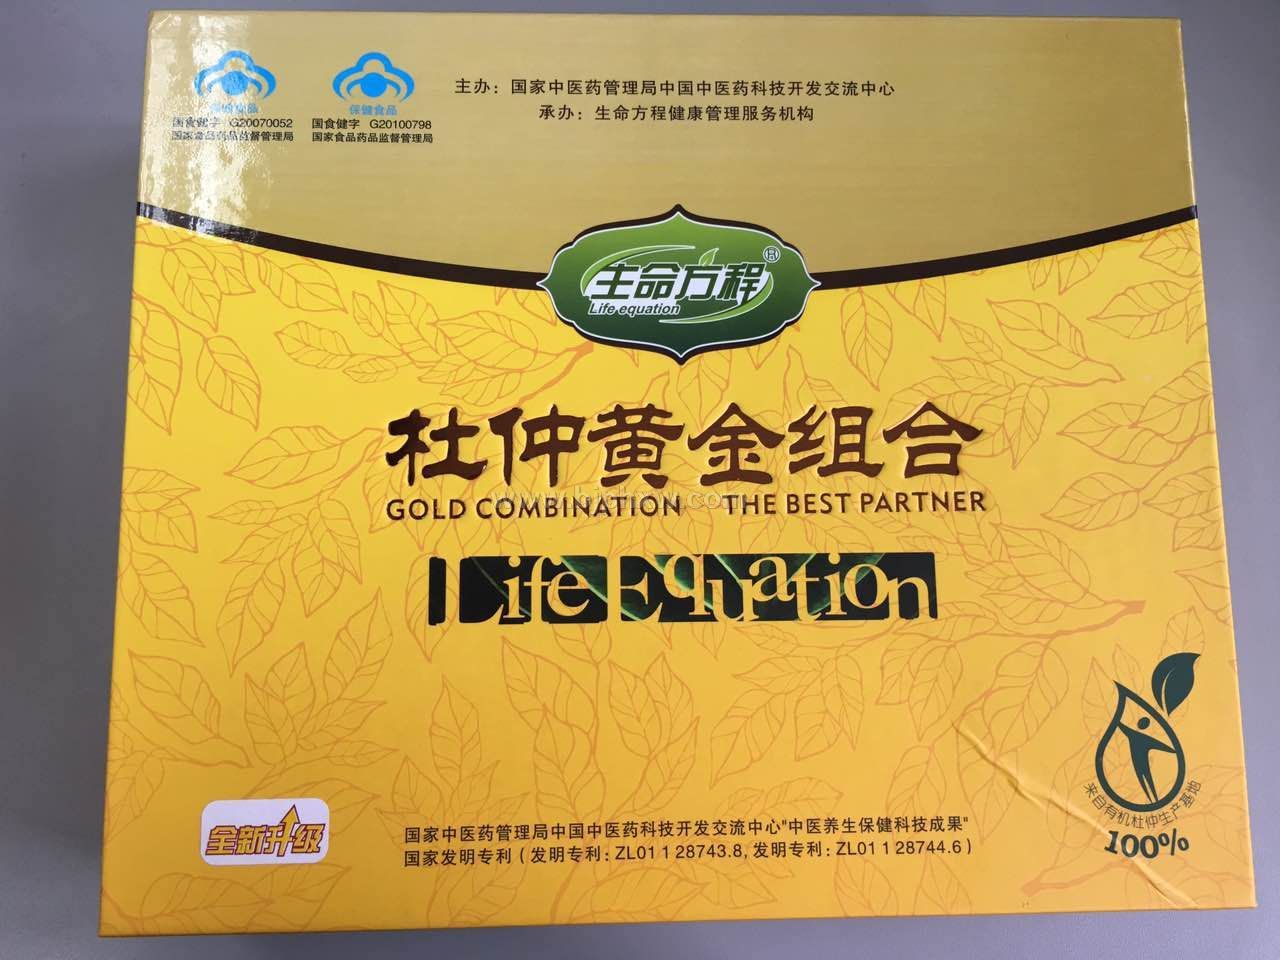 主办：国家中医药管理局中国中医药科技开发交流中心
承办：生命方程健康管理服务机构
保健食品
国食健字 G20070052
国家食品药品监督管理局
保健食品
国食健字 G20100798
国家食品药品监督管理局
生命方程®
Life equation
杜仲黄金组合
GOLD COMBINATION THE BEST PARTNER
Life Equation
来自有机杜仲生产基地
100%
全新升级
国家中医药管理局中国中医药科技开发交流中心"中医养生保健科技成果"
国家发明专利（发明专利：ZL01 1 28743.8, 发明专利：ZL01 1 28744.6）